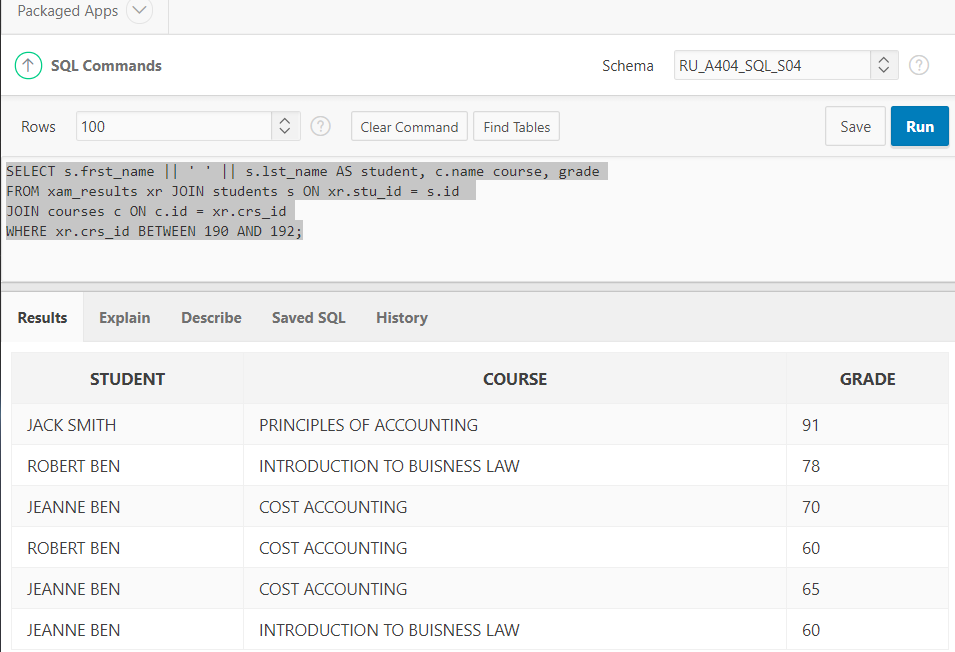 Packaged Apps
SQL Commands
Schema RU_A404_SQL_S04 ?
Rows 100 ? Clear Command Find Tables Save Run
SELECT s.frst_name || ' ' || s.lst_name AS student, c.name course, grade
FROM xam_results xr JOIN students s ON xr.stu_id = s.id
JOIN courses c ON c.id = xr.crs_id
WHERE xr.crs_id BETWEEN 190 AND 192;
Results Explain Describe Saved SQL History
STUDENT COURSE GRADE
JACK SMITH PRINCIPLES OF ACCOUNTING 91
ROBERT BEN INTRODUCTION TO BUISNESS LAW 78
JEANNE BEN COST ACCOUNTING 70
ROBERT BEN COST ACCOUNTING 60
JEANNE BEN COST ACCOUNTING 65
JEANNE BEN INTRODUCTION TO BUISNESS LAW 60